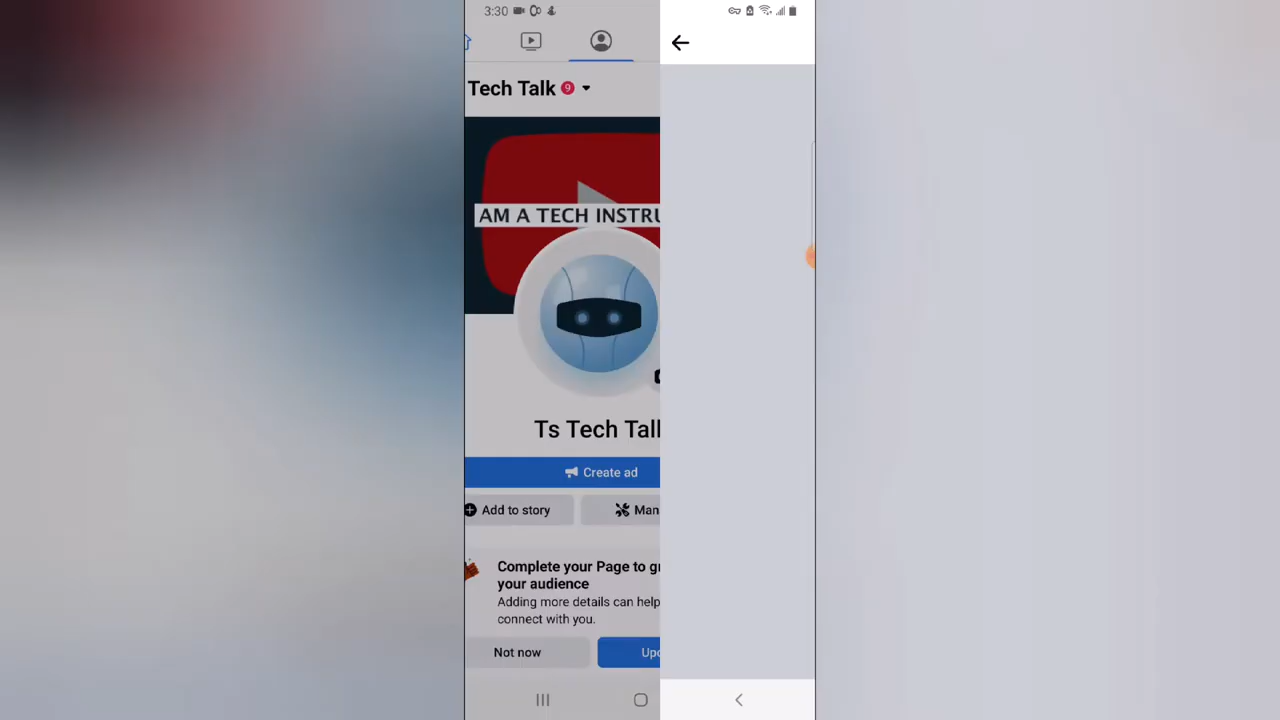 3:30
Tech Talk 9
AM A TECH INSTRU
Ts Tech Tall
Create ad
Add to story
Man
Complete your Page to g
your audience
Adding more details can help
connect with you.
Not now
Up